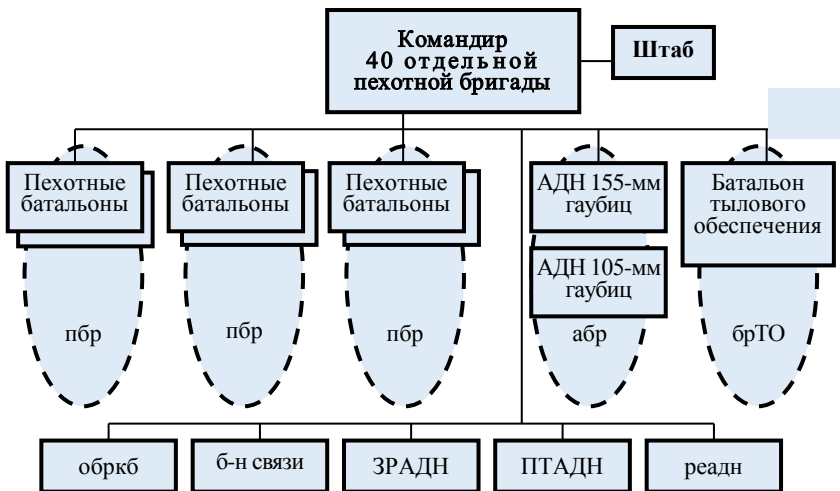 Командир
40 отдельной
пехотной бригады
Штаб
Пехотные
батальоны
Пехотные
батальоны
Пехотные
батальоны
АДН 155-мм
гаубиц
АДН 105-мм
гаубиц
Батальон
тылового
обеспечения
пбр
пбр
пбр
абр
брТО
обркб
б-н связи
ЗРАДН
ПТАДН
реадн